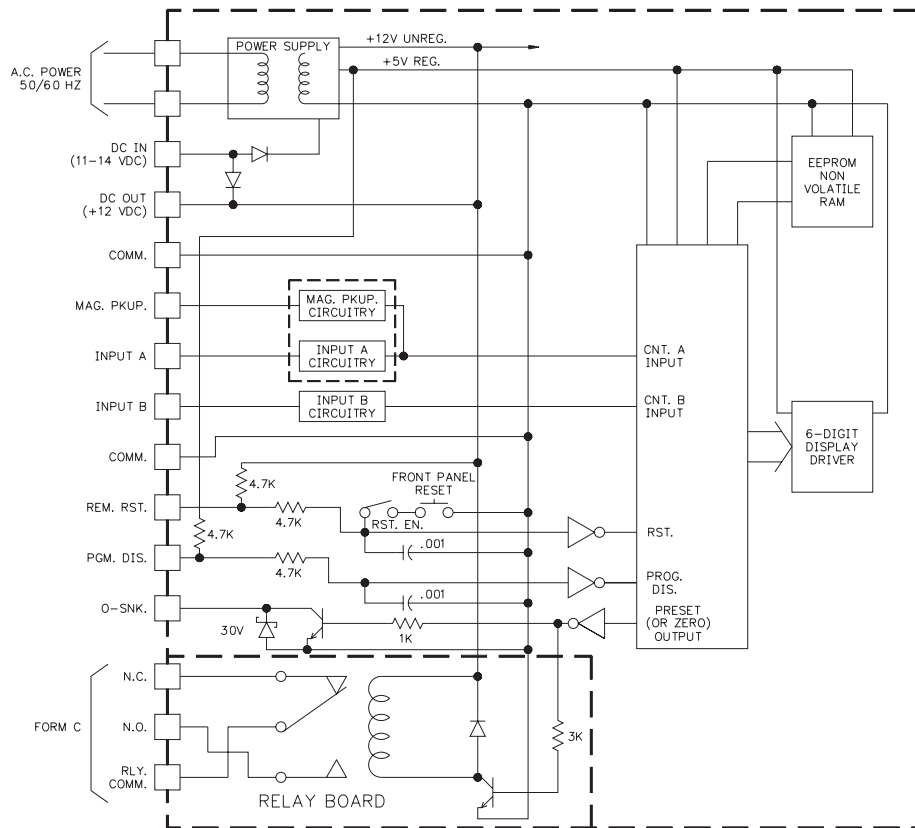 POWER SUPPLY
+12V UNREG.
+5V REG.
A.C. POWER
50/60 HZ
DC IN
(11-14 VDC)
DC OUT
(+12 VDC)
EEPROM
NON
VOLATILE
RAM
COMM.
MAG. PKUP.
MAG. PKUP.
CIRCUITRY
INPUT A
INPUT A
CIRCUITRY
CNT. A
INPUT
INPUT B
INPUT B
CIRCUITRY
CNT. B
INPUT
COMM.
6-DIGIT
DISPLAY
DRIVER
4.7K
FRONT PANEL
RESET
REM. RST.
4.7K
RST. EN.
RST.
4.7K
.001
PGM. DIS.
4.7K
PROG.
DIS.
.001
O-SNK.
30V
1K
PRESET
(OR ZERO)
OUTPUT
N.C.
FORM C
N.O.
3K
RLY.
COMM.
RELAY BOARD